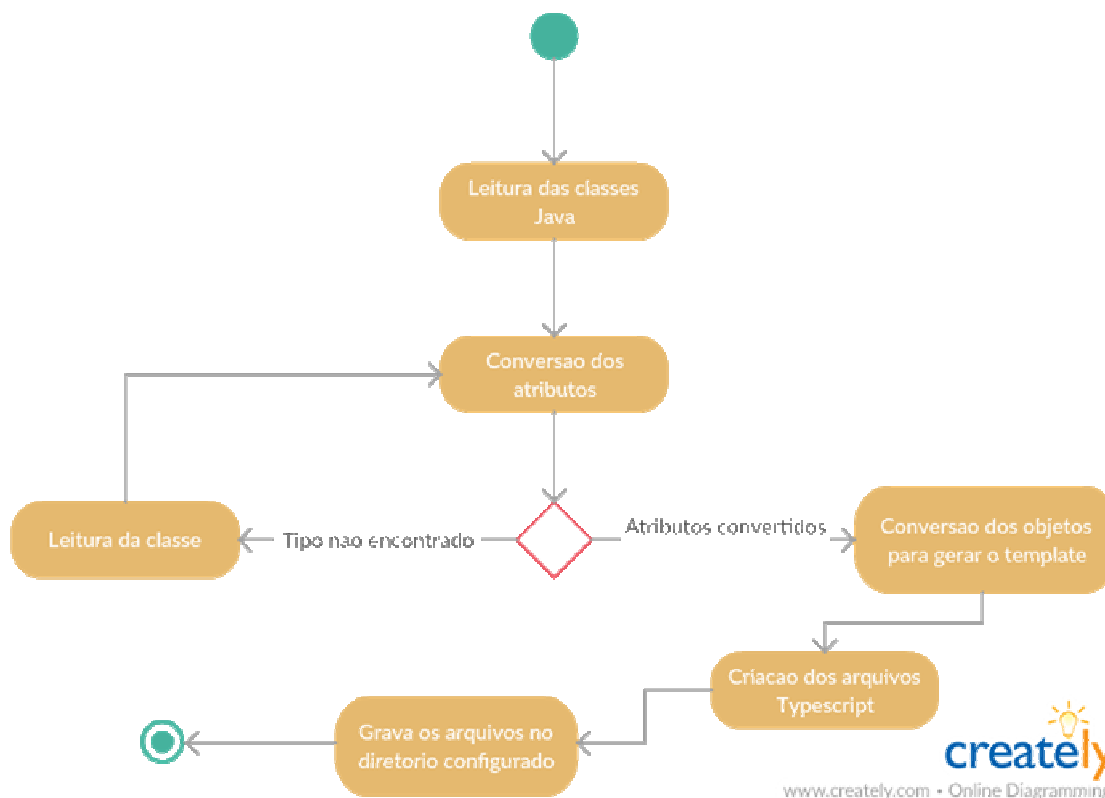 Leitura das classes
Java
Conversao dos
atributos
Leitura da classe
Tipo nao encontrado
Atributos convertidos
Conversao dos objetos
para gerar o template
Criacao dos arquivos
Typescript
Grava os arquivos no
diretorio configurado
creately
www.creately.com • Online Diagramming